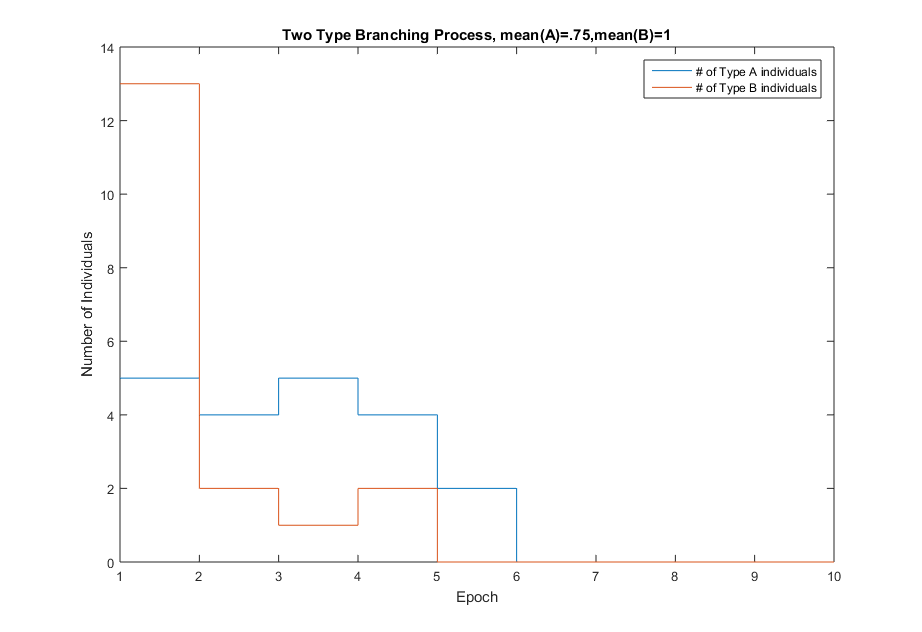 Two Type Branching Process, mean(A)=.75,mean(B)=1
# of Type A individuals
# of Type B individuals
Number of Individuals
14
12
10
8
6
4
2
0
1 2 3 4 5 6 7 8 9 10
Epoch